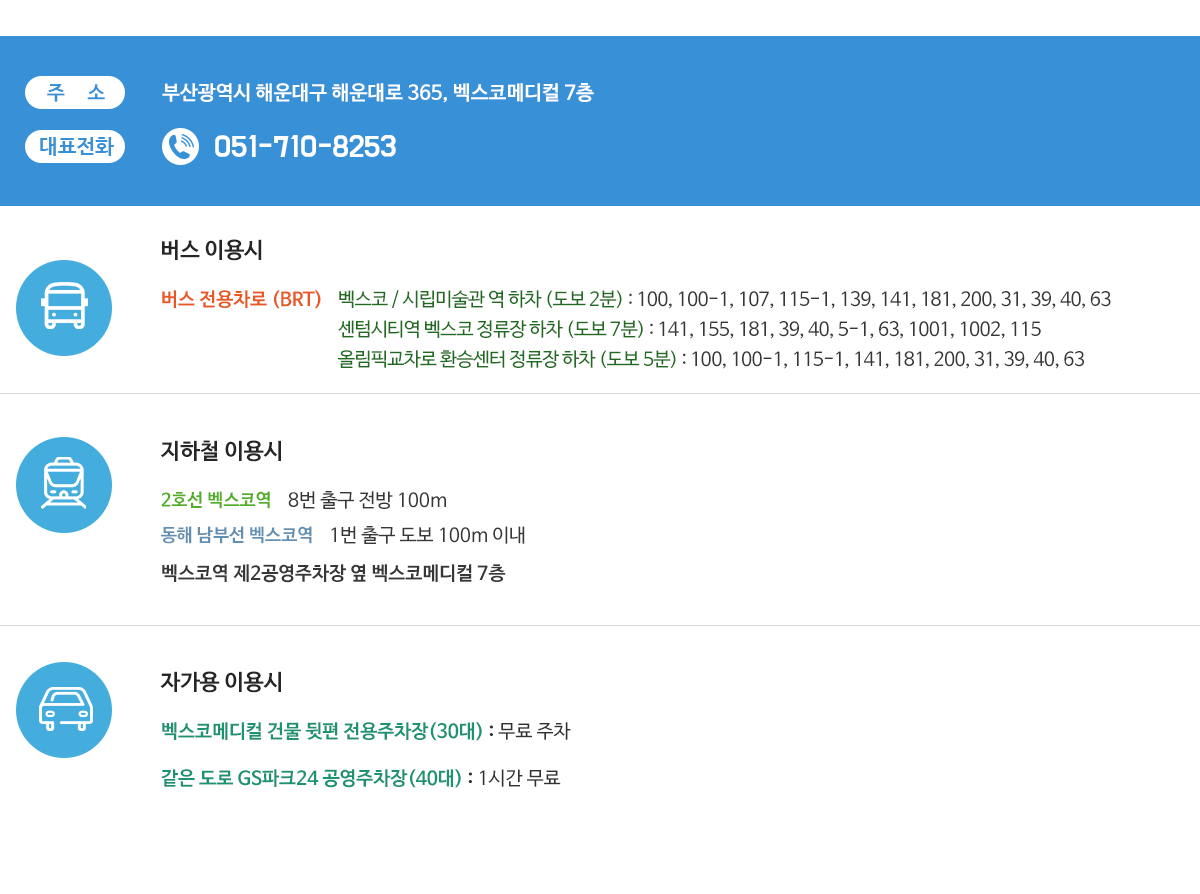 주 소 부산광역시 해운대구 해운대로 365, 벡스코메디컬 7층
대표전화 051-710-8253
버스 이용시
버스 전용차로 (BRT) 벡스코 / 시립미술관 역 하차 (도보 2분) : 100, 100-1, 107, 115-1, 139, 141, 181, 200, 31, 39, 40, 63
센텀시티역 벡스코 정류장 하차 (도보 7분) : 141, 155, 181, 39, 40, 5-1, 63, 1001, 1002, 115
올림픽교차로 환승센터 정류장 하차 (도보 5분) : 100, 100-1, 115-1, 141, 181, 200, 31, 39, 40, 63
지하철 이용시
2호선 벡스코역 8번 출구 전방 100m
동해 남부선 벡스코역 1번 출구 도보 100m 이내
벡스코역 제2공영주차장 옆 벡스코메디컬 7층
자가용 이용시
벡스코메디컬 건물 뒷편 전용주차장(30대) : 무료 주차
같은 도로 GS파크24 공영주차장(40대) : 1시간 무료